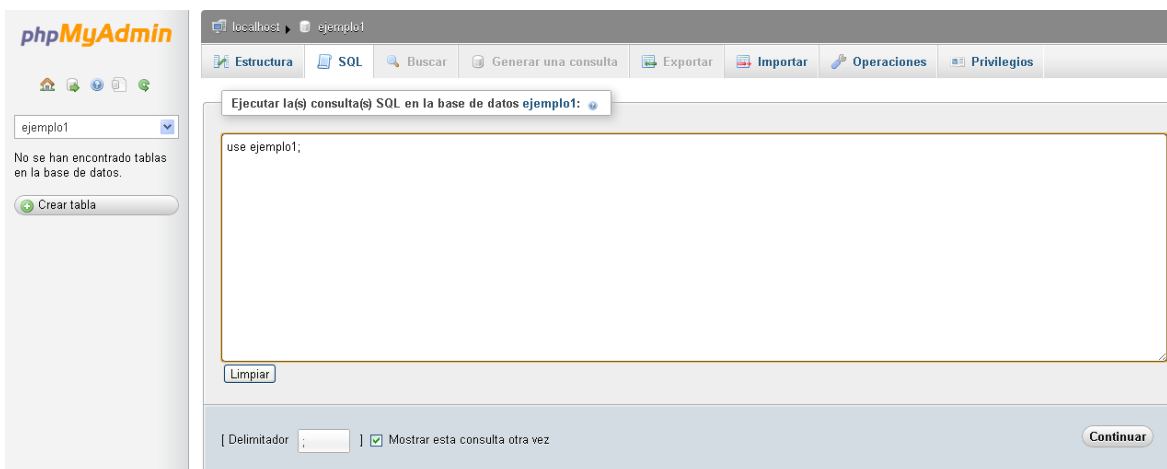 phpMyAdmin
ejemplo1
No se han encontrado tablas
en la base de datos.
Crear tabla
localhost ejemplo1
Estructura SQL Buscar Generar una consulta Exportar Importar Operaciones Privilegios
Ejecutar la(s) consulta(s) SQL en la base de datos ejemplo1:
use ejemplo1;
Limpiar
[ Delimitador ; ] Mostrar esta consulta otra vez
Continuar